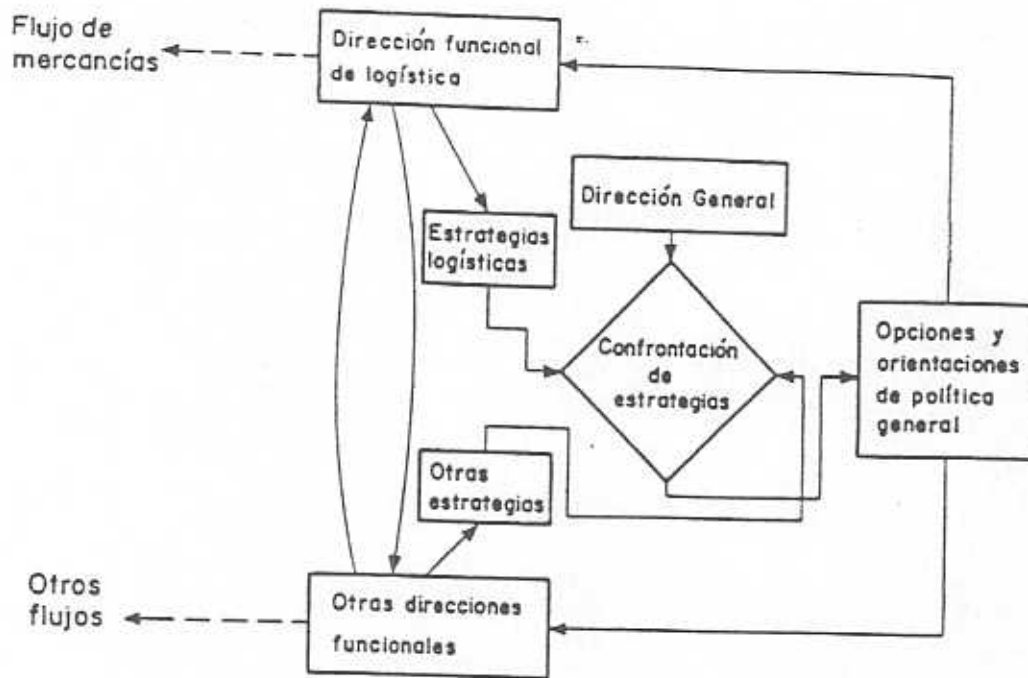 Flujo de
mercancías
Dirección funcional
de logística
Dirección General
Estrategias
logísticas
Confrontación
de
estrategias
Opciones y
orientaciones
de política
general
Otras
estrategias
Otros
flujos
Otras direcciones
funcionales